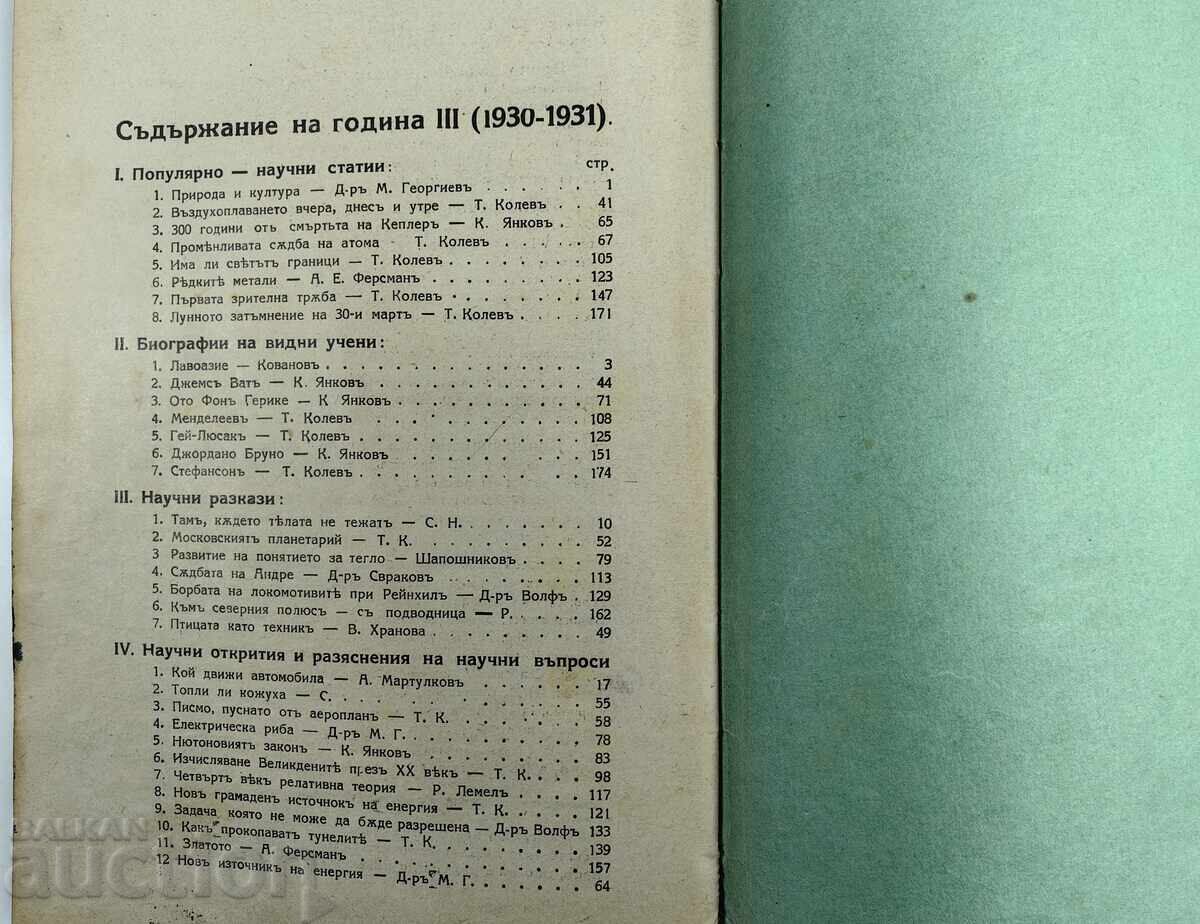 Съдържание на година III (1930-1931).
I. Популярно — научни статии: стр.
1. Природа и култура — Д-ръ М. Георгиевъ . . . . . . 1
2. Въздухоплаването вчера, днесъ и утре — Т. Колевъ . . 41
3. 300 години отъ смъртьта на Кеплеръ — К. Янковъ . 65
4. Промѣнливата сѫдба на атома - Т. Колевъ . . . . . 67
5. Има ли свѣтътъ граници — Т. Колевъ . . . . . . . . 105
6. Рѣдкитѣ метали — А. Е. Ферсманъ . . . . . . . . . 123
7. Първата зрителна трѫба — Т. Колевъ . . . . . . . . 147
8. Лунното затъмнение на 30-и мартъ — Т. Колевъ . . . . 171
II. Биографии на видни учени:
1. Лавоазие — Ковановъ . . . . . . . . . . . . . 3
2. Джемсъ Ватъ — К. Янковъ . . . . . . . . . . . 44
3. Ото Фонъ Герике — К Янковъ . . . . . . . . . . 71
4. Менделеевъ — Т. Колевъ . . . . . . . . . . . 108
5. Гей-Люсакъ — Т. Колевъ . . . . . . . . . . . . 125
6. Джордано Бруно — К. Янковъ . . . . . . . . . 151
7. Стефансонъ — Т. Колевъ . . . . . . . . . . . 174
III. Научни разкази:
1. Тамъ, кѫдето тѣлата не тежатъ — С. Н. . . . . . . . 10
2. Московскиятъ планетарий — Т. К. . . . . . . . . . 52
3 Развитие на понятието за тегло — Шапошниковъ . . . . 79
4. Сѫдбата на Андре — Д-ръ Свраковъ . . . . . . . . 113
5. Борбата на локомотивитѣ при Рейнхилъ — Д-ръ Волфъ . 129
6. Къмъ северния полюсъ — съ подводница — Р. . . . . 162
7. Птицата като техникъ — В. Хранова . . . . . . . . . 49
IV. Научни открития и разяснения на научни въпроси
1. Кой движи автомобила — А. Мартулковъ . . . . . . 17
2. Топли ли кожуха — С. . . . . . . . . . . . . . 55
3. Писмо, пуснато отъ аеропланъ — Т. К. . . . . . . . 58
4. Електрическа риба — Д-ръ М. Г. . . . . . . . . . 78
5. Нютоновиятъ законъ — К. Янковъ . . . . . . . . . 83
6. Изчисляване Великденитѣ презъ XX вѣкъ — Т. К. . . . 98
7. Четвъртъ вѣкъ релативна теория — Р. Лемелъ . . . . 117
8. Новъ грамаденъ източнокъ на енергия — Т. К. . . . . 121
9. Задача, която не може да бѫде разрешена — Д-ръ Волфъ 133
10. Какъ прокопаватъ тунелитѣ — Т. К. . . . . . . . . 139
11. Златото — А. Ферсманъ . . . . . . . . . . . . 157
12 Новъ източникъ на енергия — Д-ръ М. Г. . . . . . . 64
BALKAN
auction